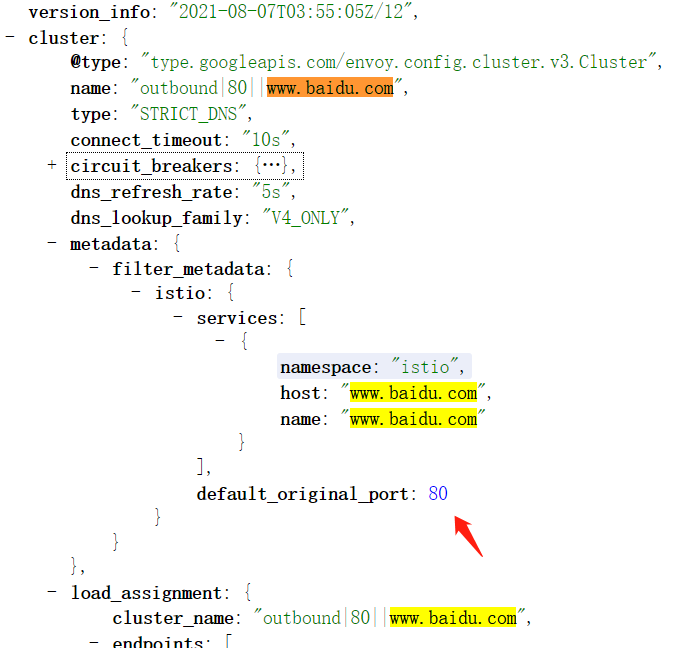 version_info: "2021-08-07T03:55:05Z/12",
− cluster: {
@type: "type.googleapis.com/envoy.config.cluster.v3.Cluster",
name: "outbound|80||www.baidu.com",
type: "STRICT_DNS",
connect_timeout: "10s",
+ circuit_breakers: {…},
dns_refresh_rate: "5s",
dns_lookup_family: "V4_ONLY",
− metadata: {
− filter_metadata: {
− istio: {
− services: [
− {
namespace: "istio",
host: "www.baidu.com",
name: "www.baidu.com"
}
],
default_original_port: 80
}
}
},
− load_assignment: {
cluster_name: "outbound|80||www.baidu.com",
− endpoints: [